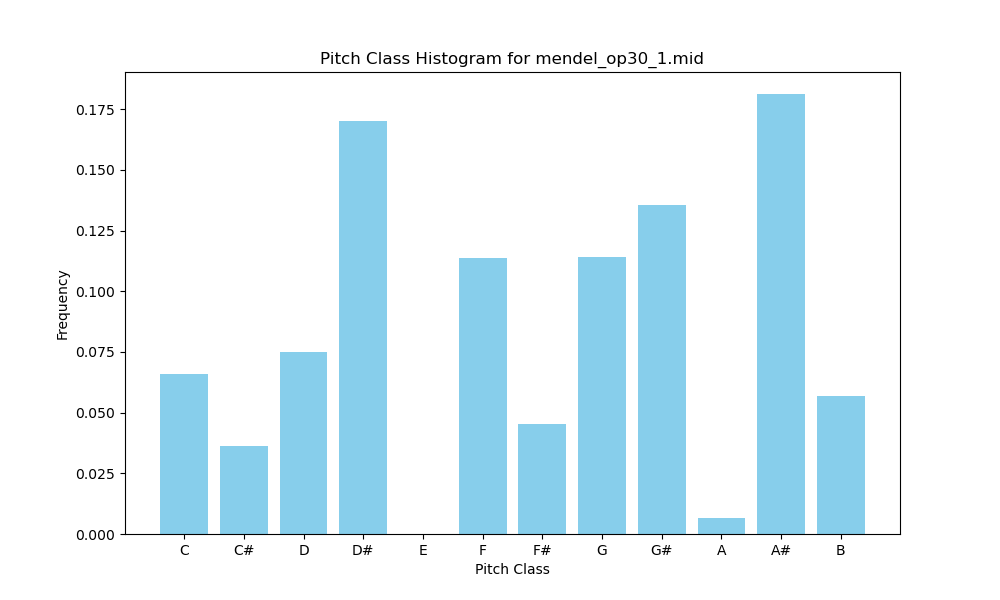 Pitch Class Histogram for mendel_op30_1.mid
0.175
0.150
0.125
0.100
0.075
0.050
0.025
0.000
Frequency
C C# D D# E F F# G G# A A# B
Pitch Class